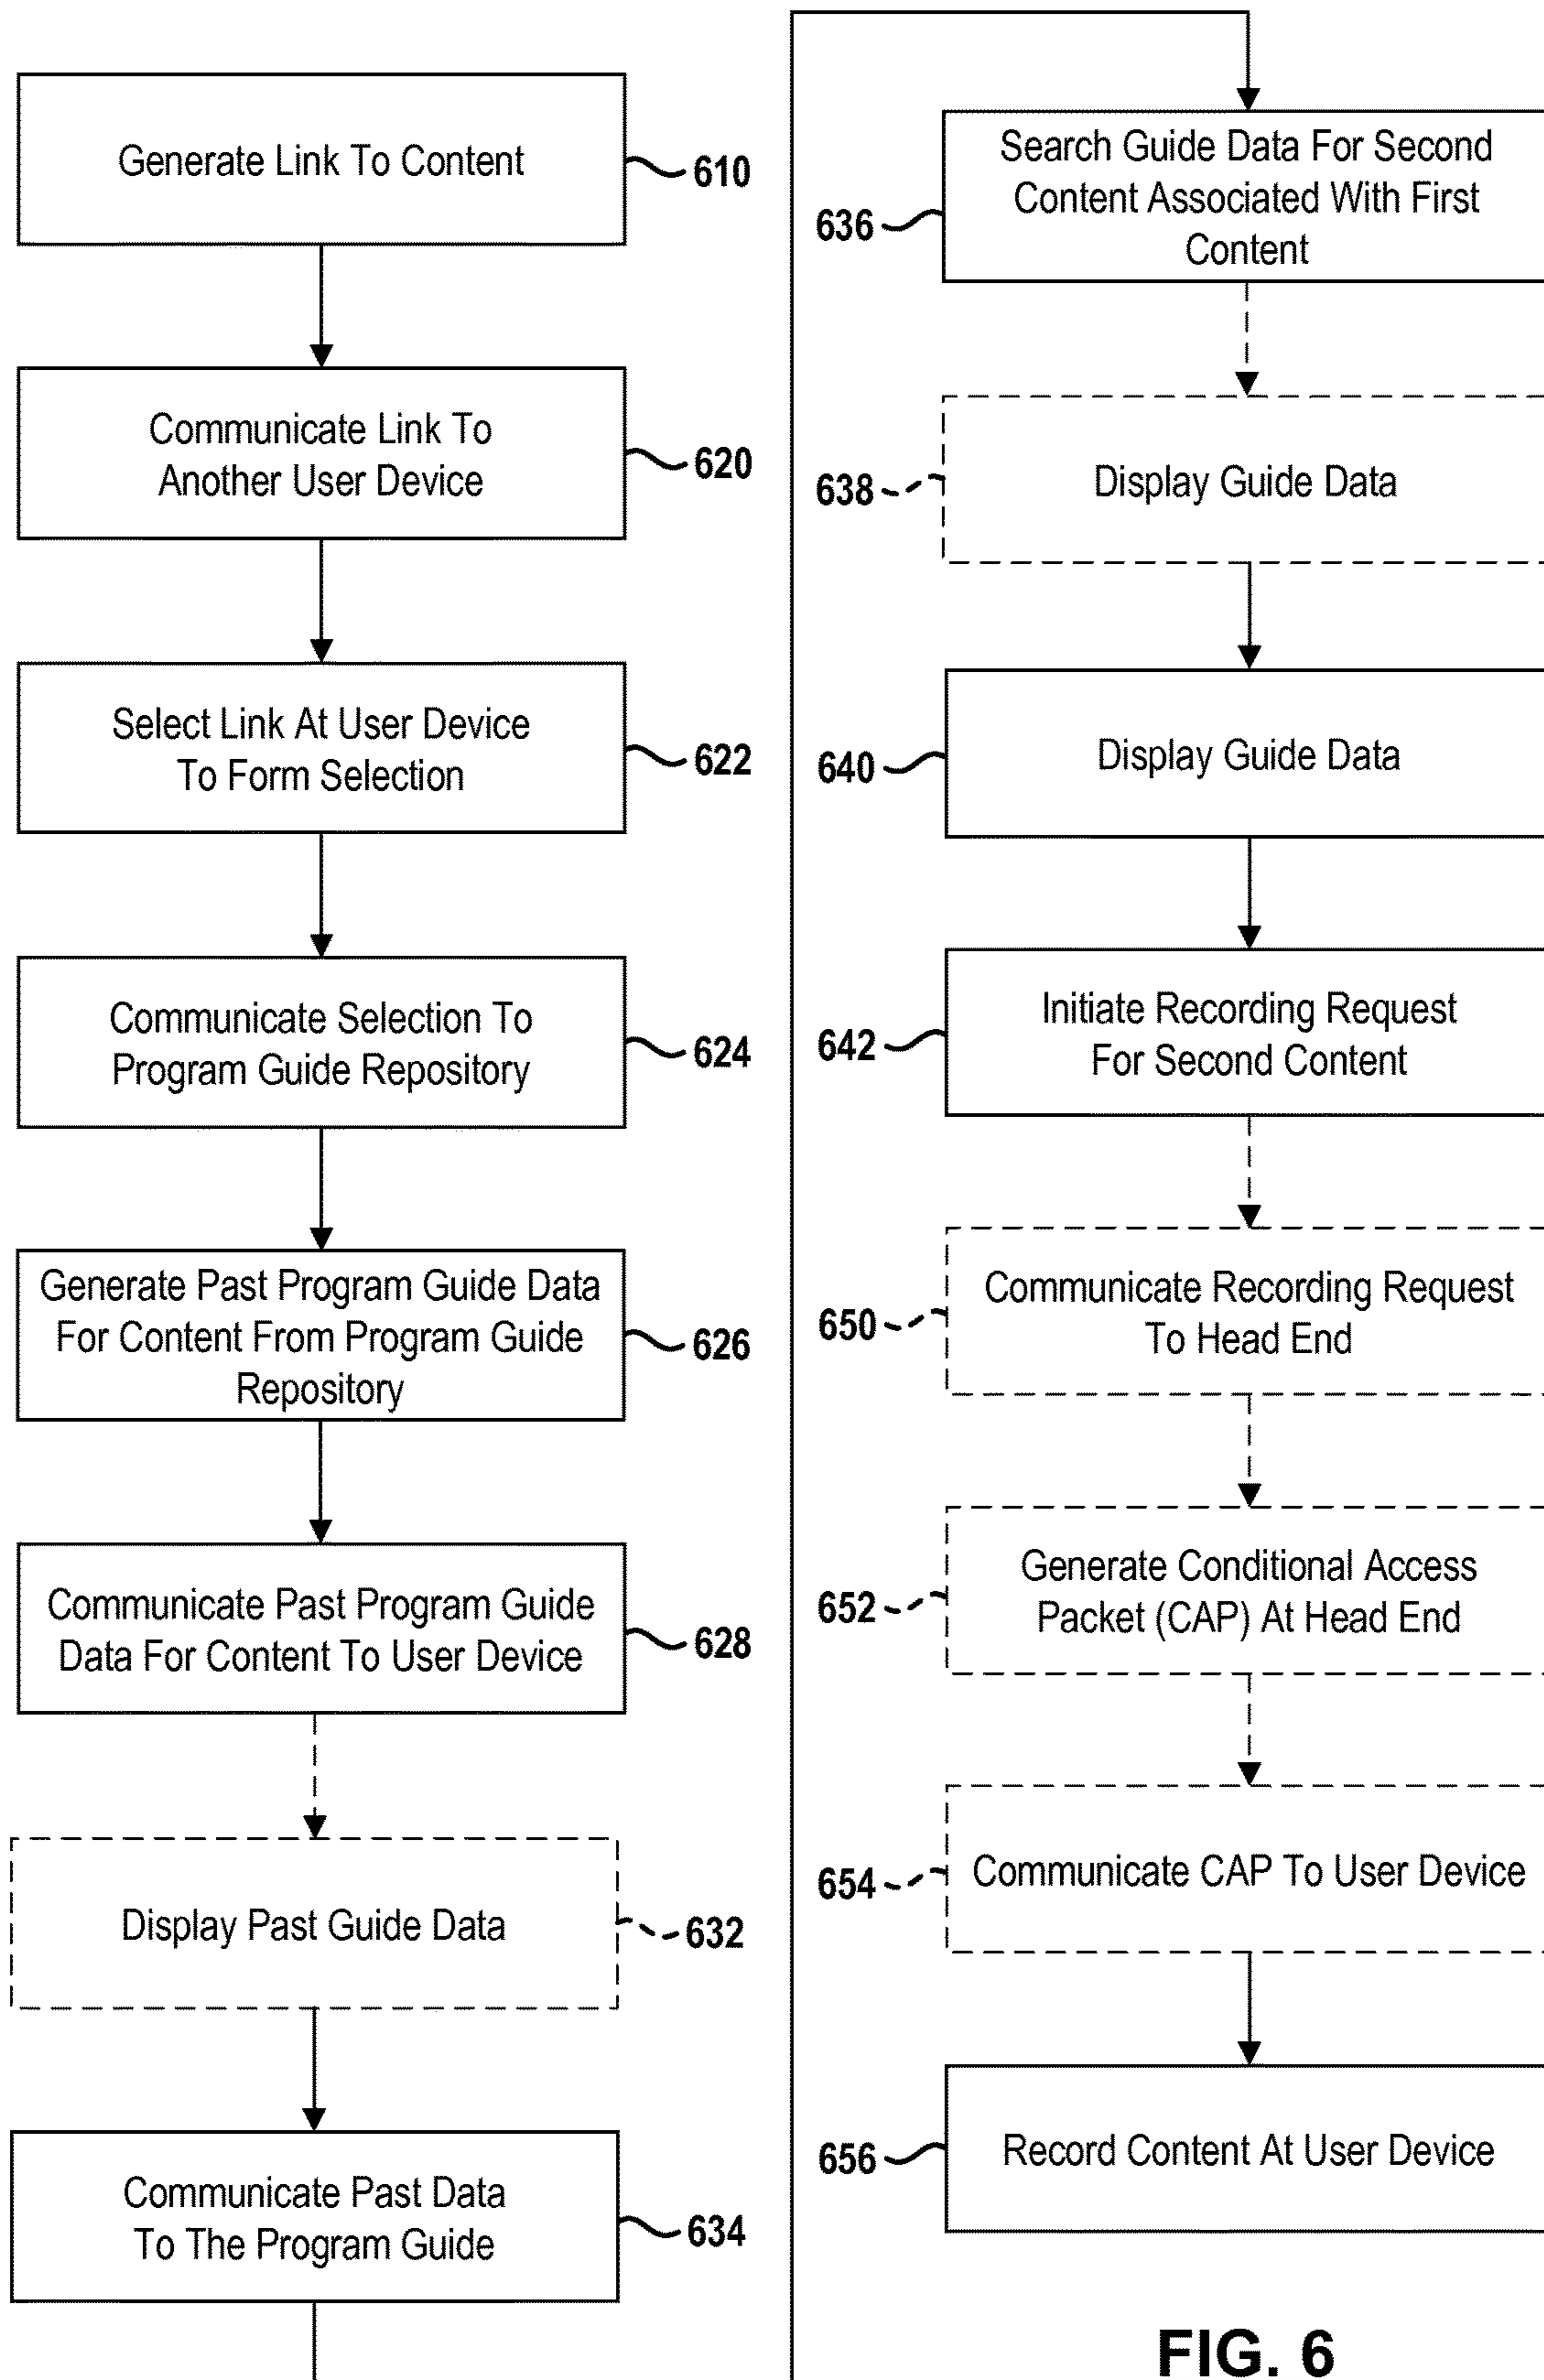 Generate Link To Content
610
Communicate Link To
Another User Device
620
Select Link At User Device
To Form Selection
622
Communicate Selection To
Program Guide Repository
624
Generate Past Program Guide Data
For Content From Program Guide
Repository
626
Communicate Past Program Guide
Data For Content To User Device
628
Display Past Guide Data
632
Communicate Past Data
To The Program Guide
634
Search Guide Data For Second
Content Associated With First
Content
636
Display Guide Data
638
Display Guide Data
640
Initiate Recording Request
For Second Content
642
Communicate Recording Request
To Head End
650
Generate Conditional Access
Packet (CAP) At Head End
652
Communicate CAP To User Device
654
Record Content At User Device
656
FIG. 6